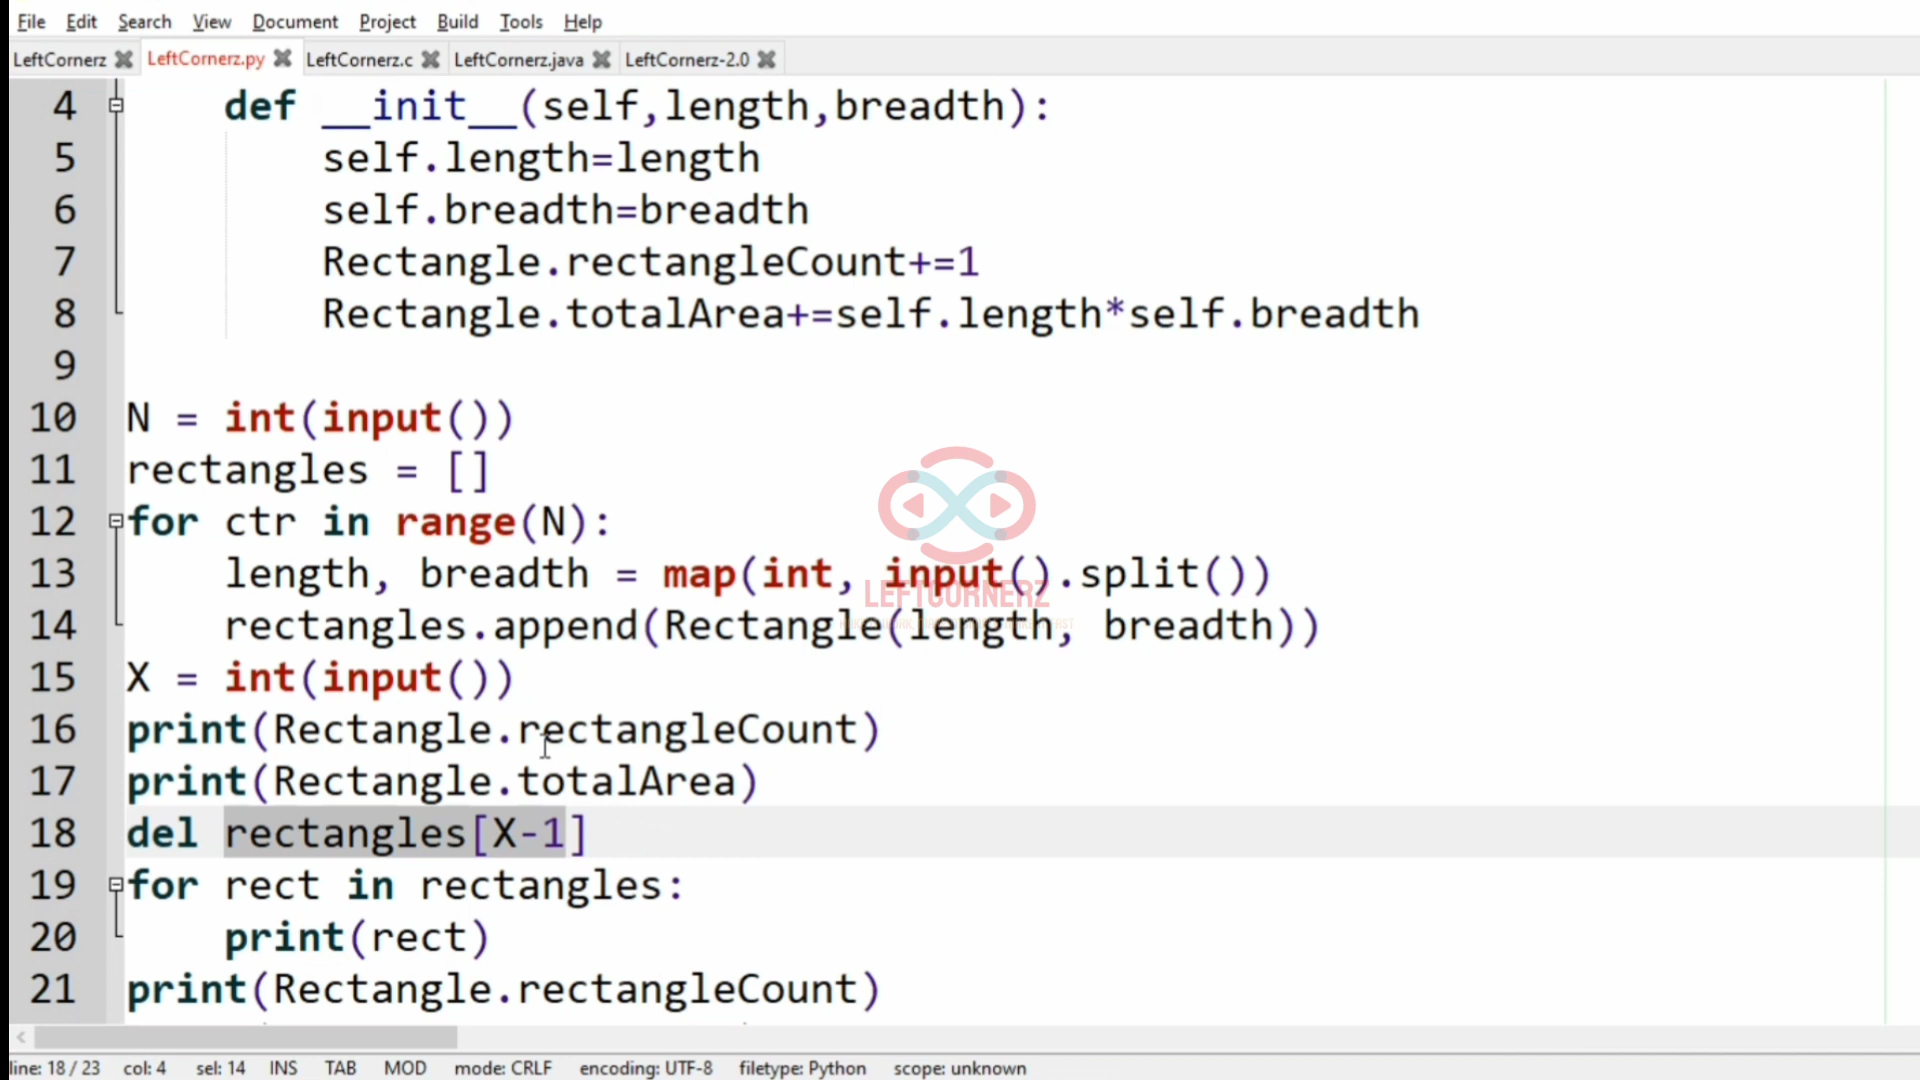 File Edit Search View Document Project Build Tools Help
LeftCornerz LeftCornerz.py LeftCornerz.c LeftCornerz.java LeftCornerz-2.0
4 def __init__(self,length,breadth):
5 self.length=length
6 self.breadth=breadth
7 Rectangle.rectangleCount+=1
8 Rectangle.totalArea+=self.length*self.breadth
9
10 N = int(input())
11 rectangles = []
12 for ctr in range(N):
13 length, breadth = map(int, input().split())
LEFTCORNERZ
14 rectangles.append(Rectangle(length, breadth))
15 X = int(input())
16 print(Rectangle.rectangleCount)
17 print(Rectangle.totalArea)
18 del rectangles[X-1]
19 for rect in rectangles:
20 print(rect)
21 print(Rectangle.rectangleCount)
line: 18 / 23 col: 4 sel: 14 INS TAB MOD mode: CRLF encoding: UTF-8 filetype: Python scope: unknown